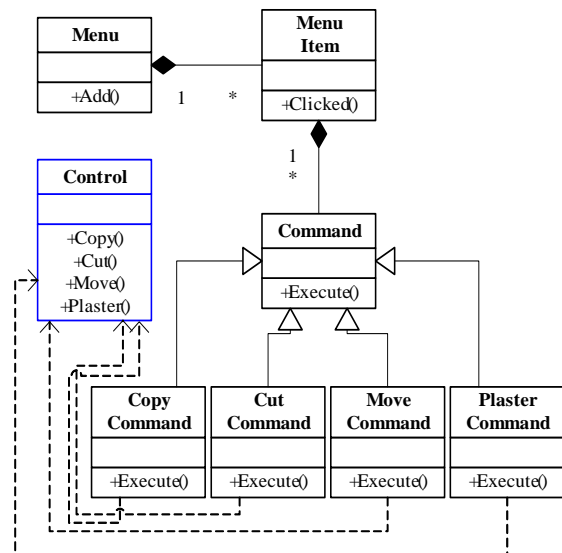 Menu
+Add()
Menu
Item
+Clicked()
1 *
1
*
Control
+Copy()
+Cut()
+Move()
+Plaster()
Command
+Execute()
Copy
Command
+Execute()
Cut
Command
+Execute()
Move
Command
+Execute()
Plaster
Command
+Execute()